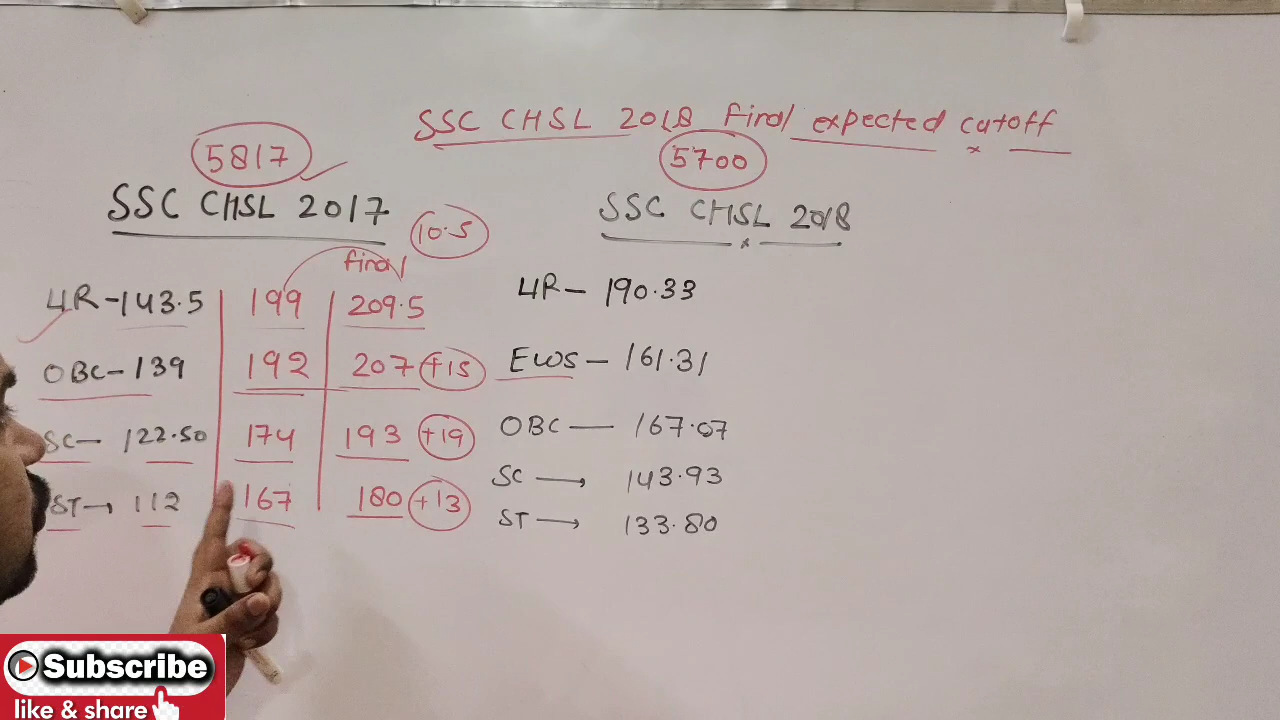 SSC CHSL 2018 Final expected cutoff
5817
5700
SSC CHSL 2017
SSC CHSL 2018
10.5
final
UR-143.5 199 209.5
OBC-139 192 207 +15
SC- 122.50 174 193 +19
ST→ 112 167 180 +13
UR- 190.33
EWS- 161.31
OBC- 167.07
SC→ 143.93
ST→ 133.80
Subscribe
like & share